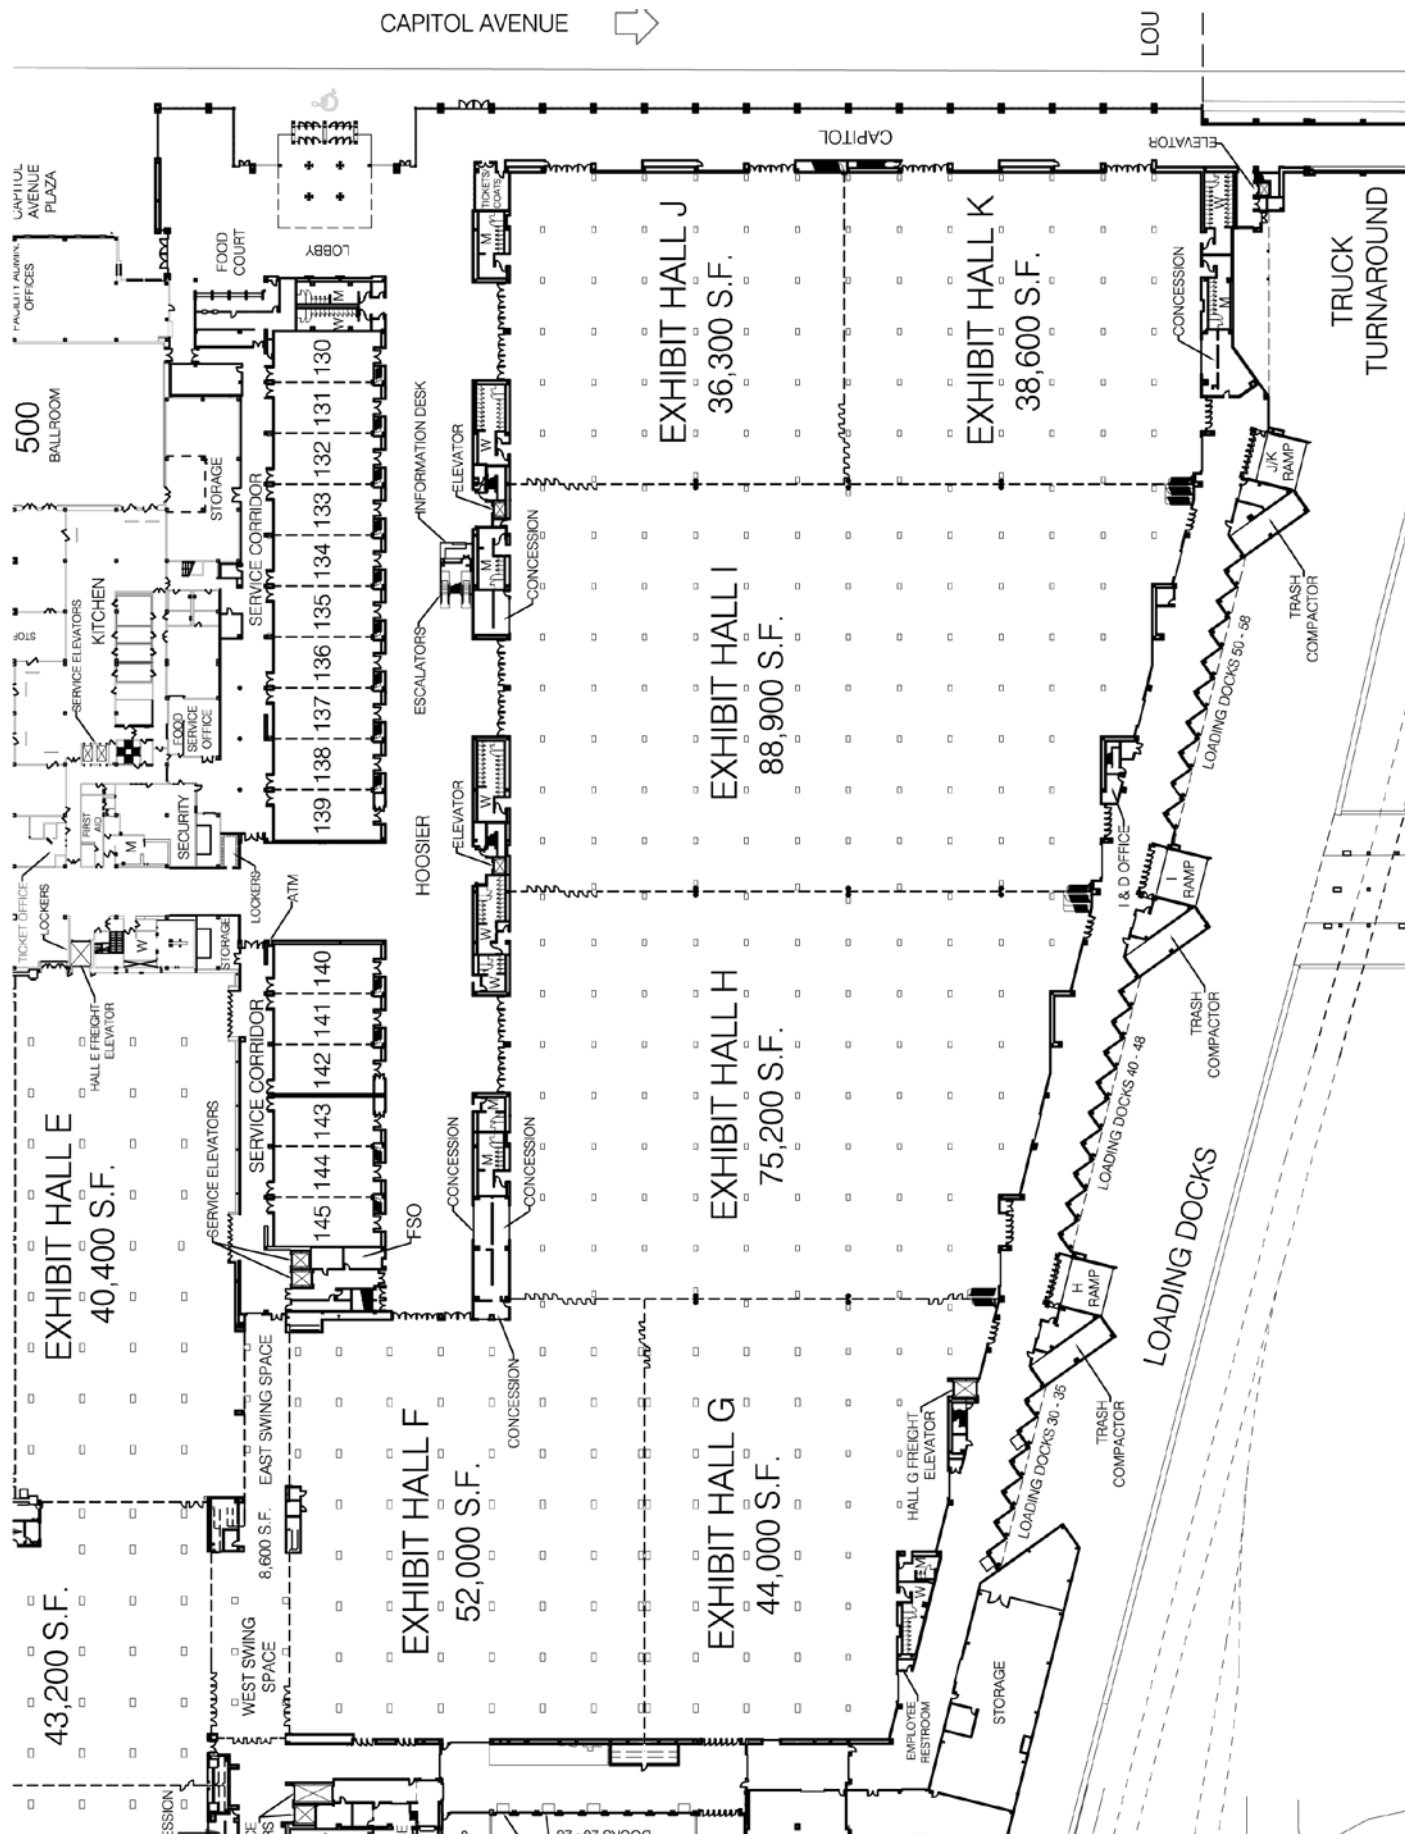 CAPITOL AVENUE
LOU
CAPITOL
AVENUE
PLAZA
FACILITY ADMIN.
OFFICES
FOOD
COURT
LOBBY
TICKETS/
COATS
M
CAPITOL
ELEVATOR
W
M
CONCESSION
TRUCK
TURNAROUND
EXHIBIT HALL J
36,300 S.F.
EXHIBIT HALL K
38,600 S.F.
500
BALLROOM
STORAGE
SERVICE CORRIDOR
M
W
130
131
132
133
134
135
136
137
138
139
INFORMATION DESK
ELEVATOR
W
M
CONCESSION
ESCALATORS
J/K
RAMP
TRASH
COMPACTOR
LOADING DOCKS 50 - 58
STOR
SERVICE ELEVATORS
KITCHEN
FOOD
SERVICE
OFFICE
EXHIBIT HALL I
88,900 S.F.
FIRST
AID
M
SECURITY
LOCKERS
TICKET OFFICE
LOCKERS
ATM
HOOSIER
ELEVATOR
W
W
W
I & D OFFICE
I
RAMP
TRASH
COMPACTOR
LOADING DOCKS 40 - 48
W
STORAGE
HALL E FREIGHT
ELEVATOR
SERVICE CORRIDOR
140
141
142
143
144
145
SERVICE ELEVATORS
FSO
EXHIBIT HALL E
40,400 S.F.
EXHIBIT HALL H
75,200 S.F.
M
M
CONCESSION
CONCESSION
CONCESSION
H
RAMP
TRASH
COMPACTOR
LOADING DOCKS
LOADING DOCKS 30 - 35
EAST SWING SPACE
8,600 S.F.
WEST SWING
SPACE
43,200 S.F.
EXHIBIT HALL F
52,000 S.F.
EXHIBIT HALL G
44,000 S.F.
HALL G FREIGHT
ELEVATOR
M
W
EMPLOYEE
RESTROOM
STORAGE